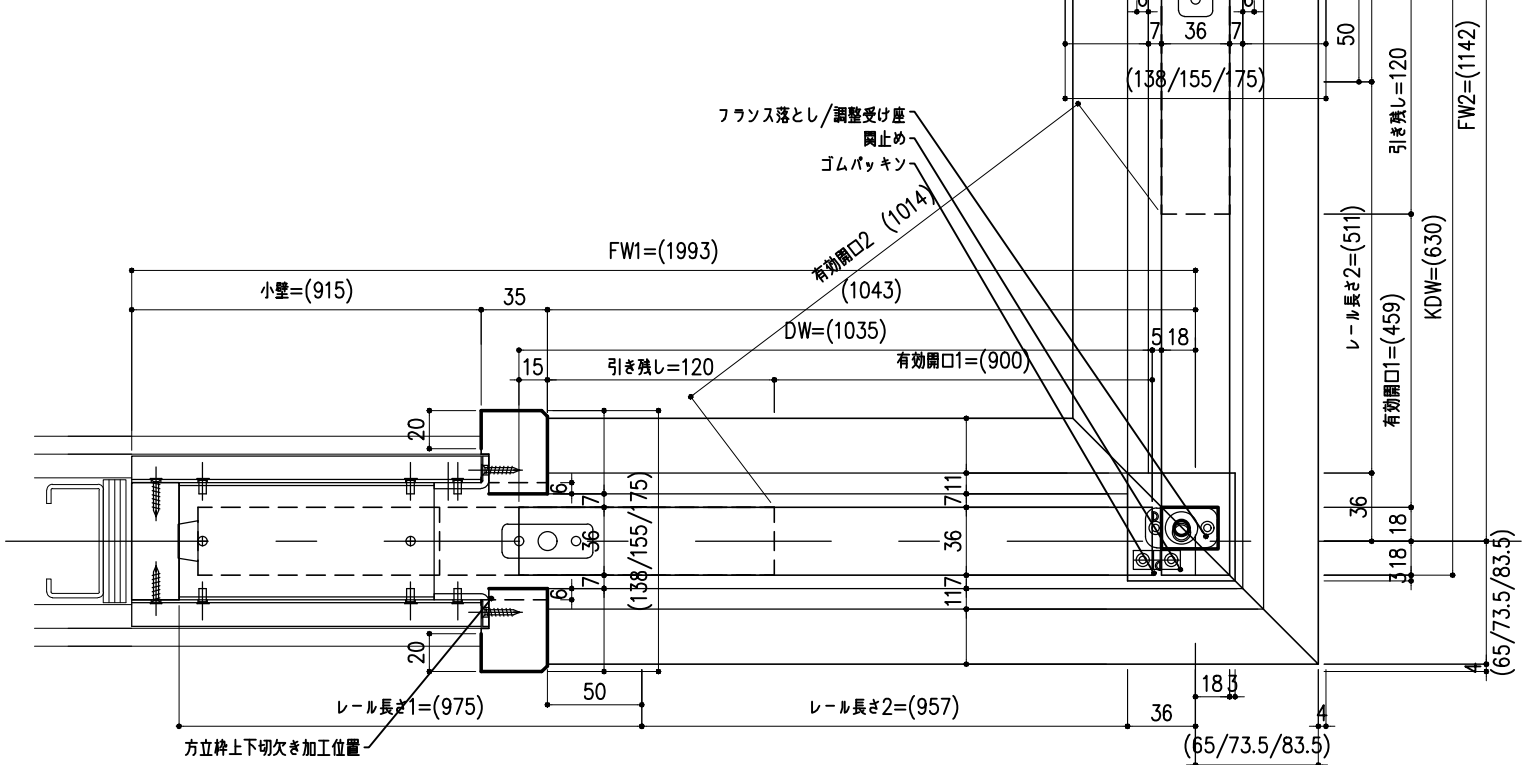 6
6
7
36
7
50
(138/155/175)
フランス落とし/調整受け座
関止め
ゴムパッキン
引き残し=120
FW2=(1142)
有効開口2 (1014)
FW1=(1993)
小壁=(915)
35
(1043)
DW=(1035)
5
18
15
引き残し=120
有効開口1=(900)
レール長さ2=(511)
有効開口1=(459)
KDW=(630)
20
6
7
36
7
6
(138/155/175)
11
7
36
7
11
36
18
18
3
20
4
(65/73.5/83.5)
50
レール長さ1=(975)
レール長さ2=(957)
18
3
36
4
(65/73.5/83.5)
方立枠上下切欠き加工位置